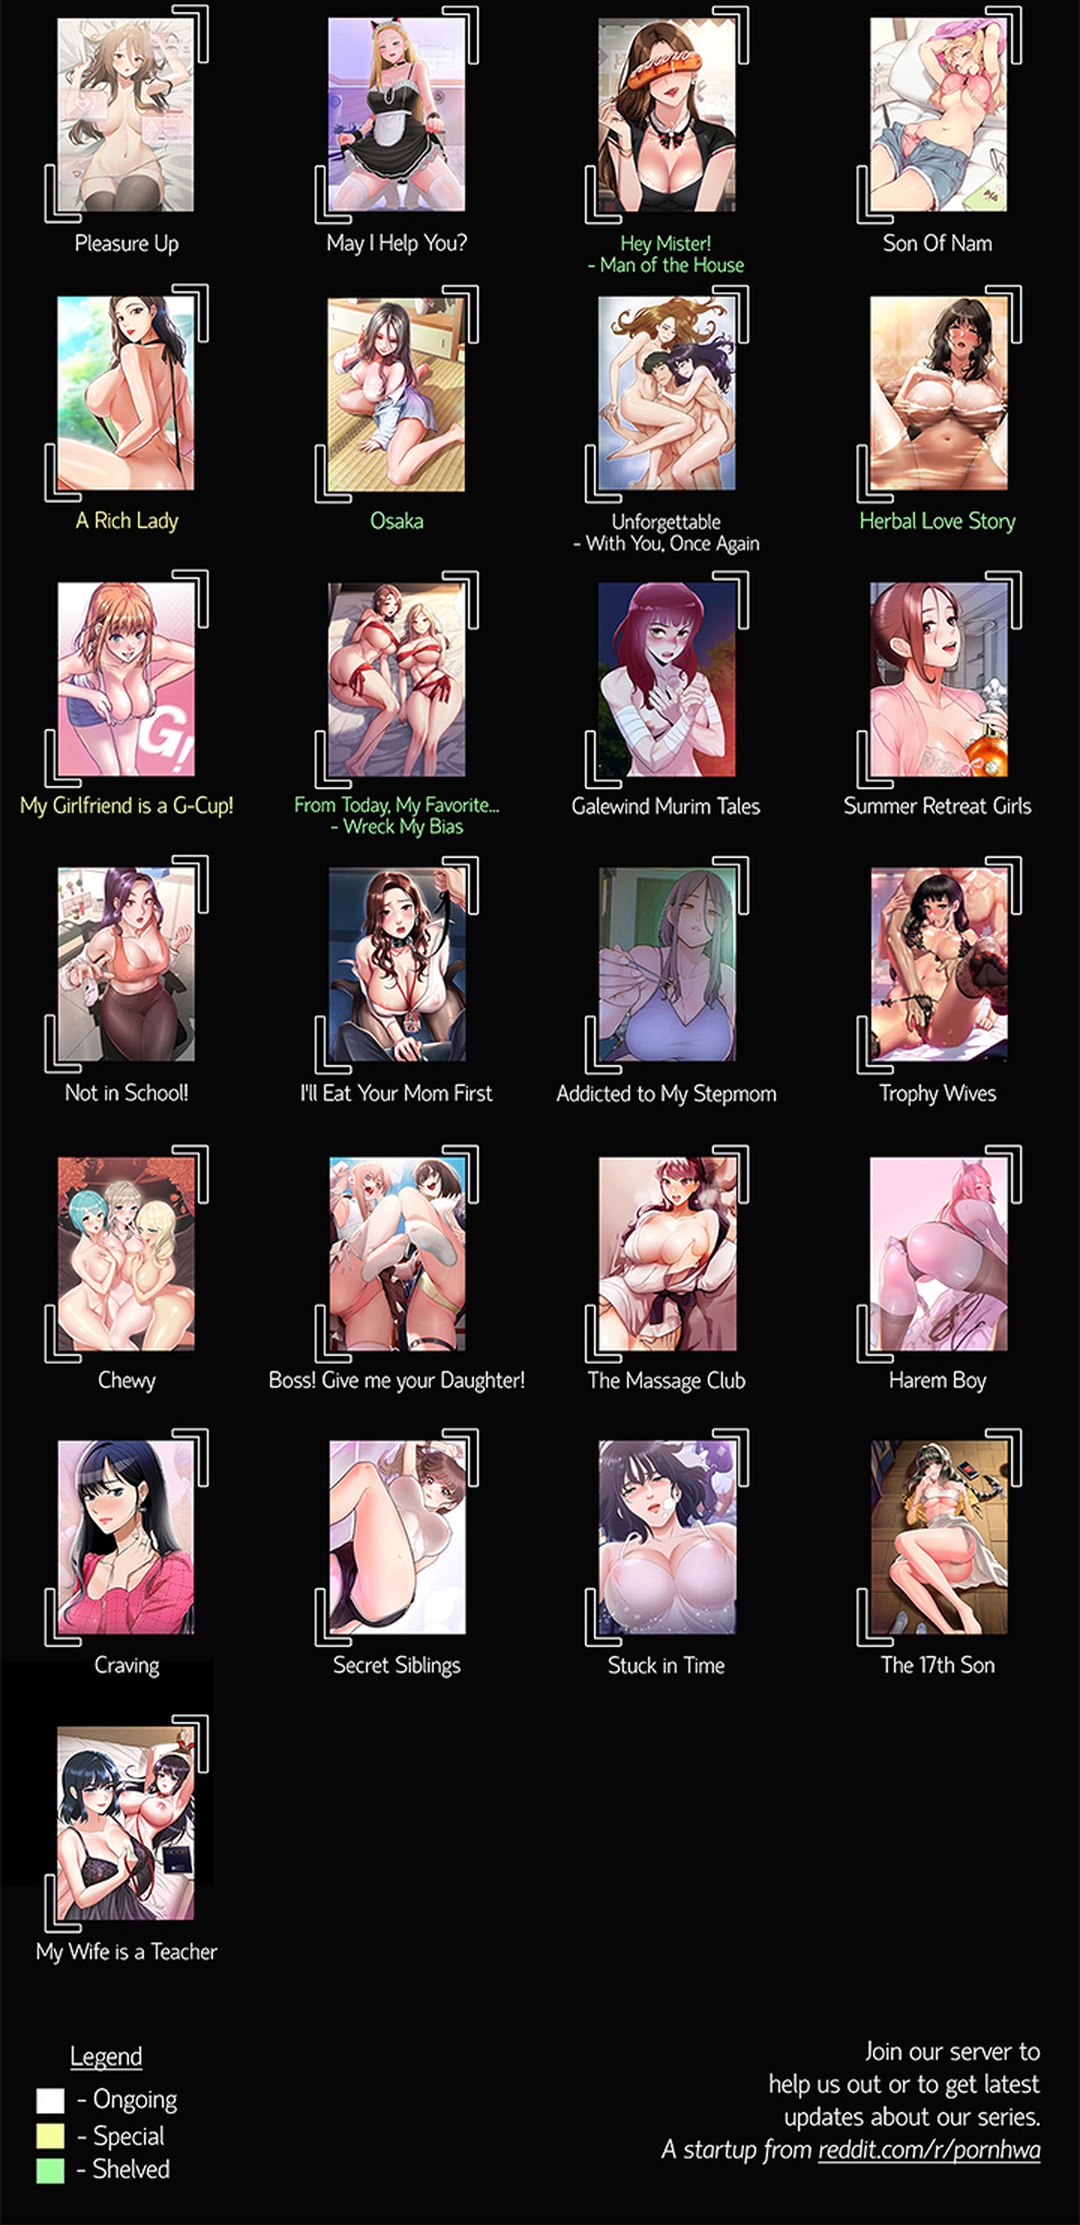 Pleasure Up
May I Help You?
Hey Mister!
- Man of the House
Son Of Nam
A Rich Lady
Osaka
Unforgettable
- With You, Once Again
Herbal Love Story
G!
My Girlfriend is a G-Cup!
From Today, My Favorite...
- Wreck My Bias
Galewind Murim Tales
Summer Retreat Girls
Not in School!
I'll Eat Your Mom First
Addicted to My Stepmom
Trophy Wives
Chewy
Boss! Give me your Daughter!
The Massage Club
Harem Boy
Craving
Secret Siblings
Stuck in Time
The 17th Son
My Wife is a Teacher
Legend
- Ongoing
- Special
- Shelved
Join our server to
help us out or to get latest
updates about our series.
A startup from reddit.com/r/pornhwa